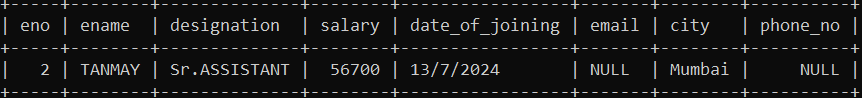 | eno | ename  | designation  | salary | date_of_joining | email | city   | phone_no |
|   2 | TANMAY | Sr.ASSISTANT |  56700 | 13/7/2024       | NULL  | Mumbai |     NULL |